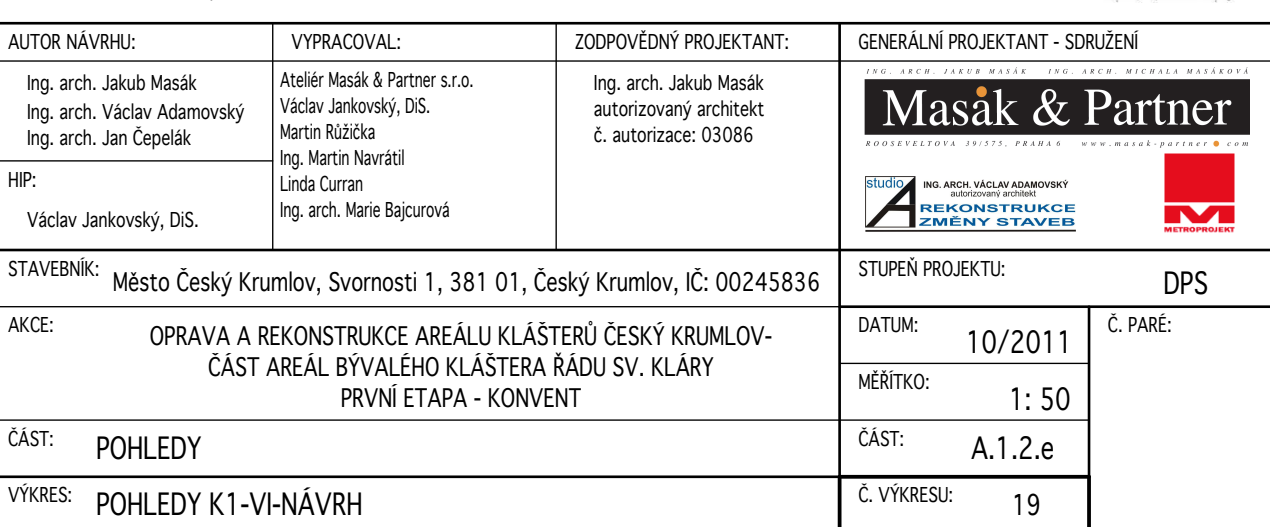 AUTOR NÁVRHU:
Ing. arch. Jakub Masák
Ing. arch. Václav Adamovský
Ing. arch. Jan Čepelák
HIP:
Václav Jankovský, DiS.
VYPRACOVAL:
Ateliér Masák & Partner s.r.o.
Václav Jankovský, DiS.
Martin Růžička
Ing. Martin Navrátil
Linda Curran
Ing. arch. Marie Bajcurová
ZODPOVĚDNÝ PROJEKTANT:
Ing. arch. Jakub Masák
autorizovaný architekt
č. autorizace: 03086
GENERÁLNÍ PROJEKTANT - SDRUŽENÍ
ING. ARCH. JAKUB MASÁK ING. ARCH. MICHALA MASÁKOVÁ
Masák & Partner
ROOSEVELTOVA 39/575, PRAHA 6 www.masak-partner.com
studio A
ING. ARCH. VÁCLAV ADAMOVSKÝ
autorizovaný architekt
REKONSTRUKCE
ZMĚNY STAVEB
METROPROJEKT
STAVEBNÍK: Město Český Krumlov, Svornosti 1, 381 01, Český Krumlov, IČ: 00245836
STUPEŇ PROJEKTU: DPS
AKCE: OPRAVA A REKONSTRUKCE AREÁLU KLÁŠTERŮ ČESKÝ KRUMLOV-
ČÁST AREÁL BÝVALÉHO KLÁŠTERA ŘÁDU SV. KLÁRY
PRVNÍ ETAPA - KONVENT
DATUM: 10/2011
Č. PARÉ:
MĚŘÍTKO: 1: 50
ČÁST: POHLEDY
ČÁST: A.1.2.e
VÝKRES: POHLEDY K1-VI-NÁVRH
Č. VÝKRESU: 19